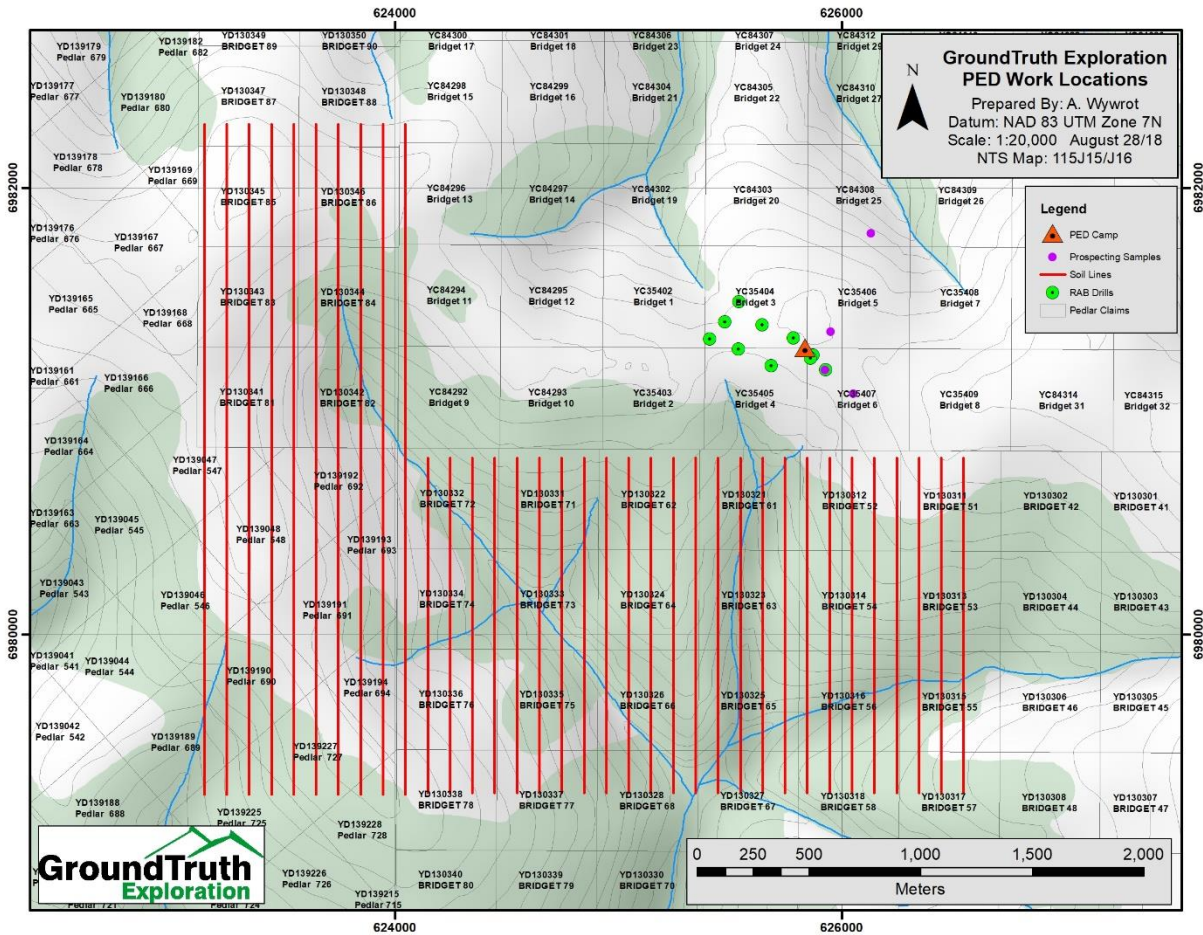 624000
626000
YD139179
Pedlar 679
YD139182
Pedlar 682
YD130349
BRIDGET 89
YD130350
BRIDGET 90
YC84300
Bridget 17
YC84301
Bridget 18
YC84306
Bridget 23
YC84307
Bridget 24
YC84312
Bridget 29
GroundTruth Exploration
PED Work Locations
N
Prepared By: A. Wywrot
Datum: NAD 83 UTM Zone 7N
Scale: 1:20,000 August 28/18
NTS Map: 115J15/J16
YD139177
Pedlar 677
YD139180
Pedlar 680
YD130347
BRIDGET 87
YD130348
BRIDGET 88
YC84298
Bridget 15
YC84299
Bridget 16
YC84304
Bridget 21
YC84305
Bridget 22
YC84310
Bridget 27
YD139178
Pedlar 678
YD139169
Pedlar 669
6982000
6982000
YD130345
BRIDGET 85
YD130346
BRIDGET 86
YC84296
Bridget 13
YC84297
Bridget 14
YC84302
Bridget 19
YC84303
Bridget 20
YC84308
Bridget 25
YC84309
Bridget 26
Legend
PED Camp
Prospecting Samples
Soil Lines
RAB Drills
Pedlar Claims
YD139176
Pedlar 676
YD139167
Pedlar 667
YD139165
Pedlar 665
YD139168
Pedlar 668
YD130343
BRIDGET 83
YD130344
BRIDGET 84
YC84294
Bridget 11
YC84295
Bridget 12
YC35402
Bridget 1
YC35404
Bridget 3
YC35406
Bridget 5
YC35408
Bridget 7
YD139161
Pedlar 661
YD139166
Pedlar 666
YD130341
BRIDGET 81
YD130342
BRIDGET 82
YC84292
Bridget 9
YC84293
Bridget 10
YC35403
Bridget 2
YC35405
Bridget 4
YC35407
Bridget 6
YC35409
Bridget 8
YC84314
Bridget 31
YC84315
Bridget 32
YD139164
Pedlar 664
YD139047
Pedlar 547
YD139192
Pedlar 692
YD130332
BRIDGET 72
YD130331
BRIDGET 71
YD130322
BRIDGET 62
YD130321
BRIDGET 61
YD130312
BRIDGET 52
YD130311
BRIDGET 51
YD130302
BRIDGET 42
YD130301
BRIDGET 41
YD139163
Pedlar 663
YD139045
Pedlar 545
YD139048
Pedlar 548
YD139193
Pedlar 693
YD139043
Pedlar 543
YD139046
Pedlar 546
YD139191
Pedlar 691
YD130334
BRIDGET 74
YD130333
BRIDGET 73
YD130324
BRIDGET 64
YD130323
BRIDGET 63
YD130314
BRIDGET 54
YD130313
BRIDGET 53
YD130304
BRIDGET 44
YD130303
BRIDGET 43
6980000
6980000
YD139041
Pedlar 541
YD139044
Pedlar 544
YD139190
Pedlar 690
YD139194
Pedlar 694
YD130336
BRIDGET 76
YD130335
BRIDGET 75
YD130326
BRIDGET 66
YD130325
BRIDGET 65
YD130316
BRIDGET 56
YD130315
BRIDGET 55
YD130306
BRIDGET 46
YD130305
BRIDGET 45
YD139042
Pedlar 542
YD139189
Pedlar 689
YD139227
Pedlar 727
YD139188
Pedlar 688
YD139225
Pedlar 725
YD139228
Pedlar 728
YD130338
BRIDGET 78
YD130337
BRIDGET 77
YD130328
BRIDGET 68
YD130327
BRIDGET 67
YD130318
BRIDGET 58
YD130317
BRIDGET 57
YD130308
BRIDGET 48
YD130307
BRIDGET 47
GroundTruth
Exploration
Pedlar 721
Pedlar 724
YD139226
Pedlar 726
YD139215
Pedlar 715
YD130340
BRIDGET 80
YD130339
BRIDGET 79
YD130330
BRIDGET 70
0 250 500 1,000 1,500 2,000
Meters
624000
626000